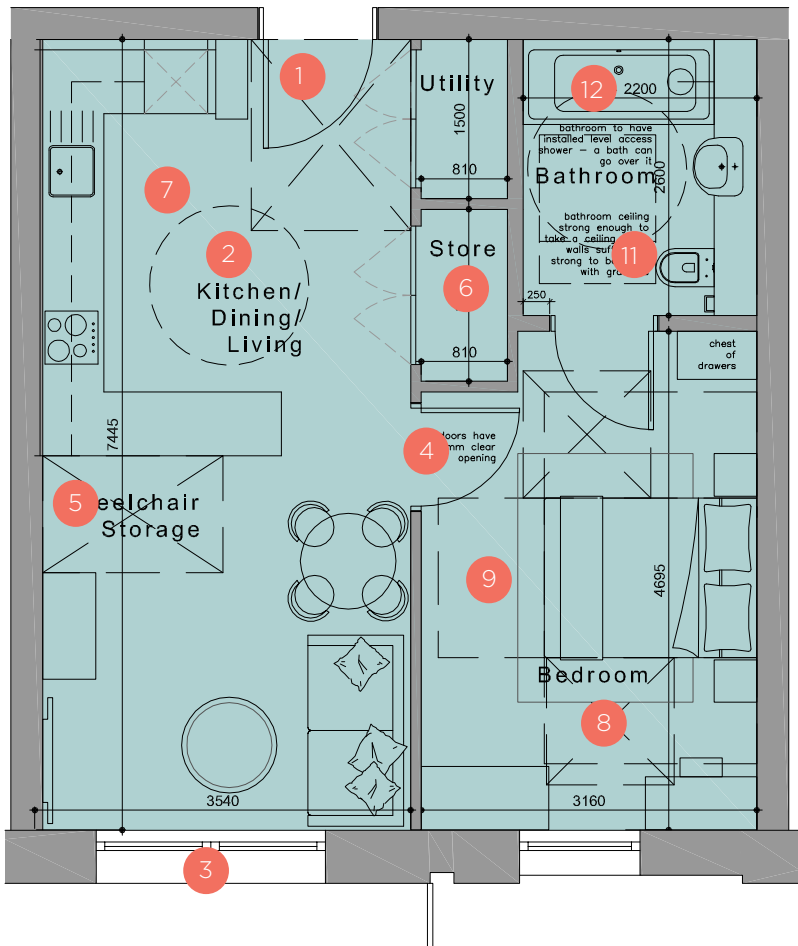 1
12
Utility
2200
bathroom to have
installed level access
shower – a bath can
go over it
1500
2600
810
Bathroom
7
bathroom ceiling
strong enough to
take a ceiling
walls
strong to
with
11
2
Store
6
Kitchen/
Dining/
Living
250
810
chest
of
drawers
7445
4
doors have
mm clear
opening
5
eelchair
Storage
9
4695
Bedroom
8
3540
3160
3